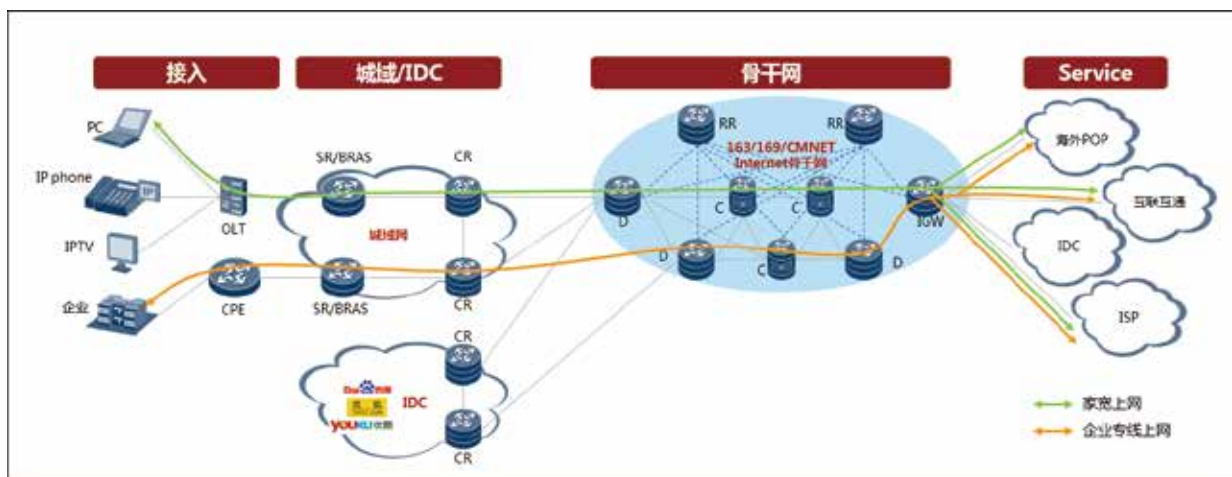 接入
城域/IDC
骨干网
Service
PC
IP phone
IP
IPTV
企业
OLT
CPE
SR/BRAS
CR
城域网
SR/BRAS
CR
CR
IDC
CR
RR
RR
163/169/CMNET
Internet骨干网
D
C
C
IGW
D
C
D
海外POP
互联互通
IDC
ISP
家宽上网
企业专线上网